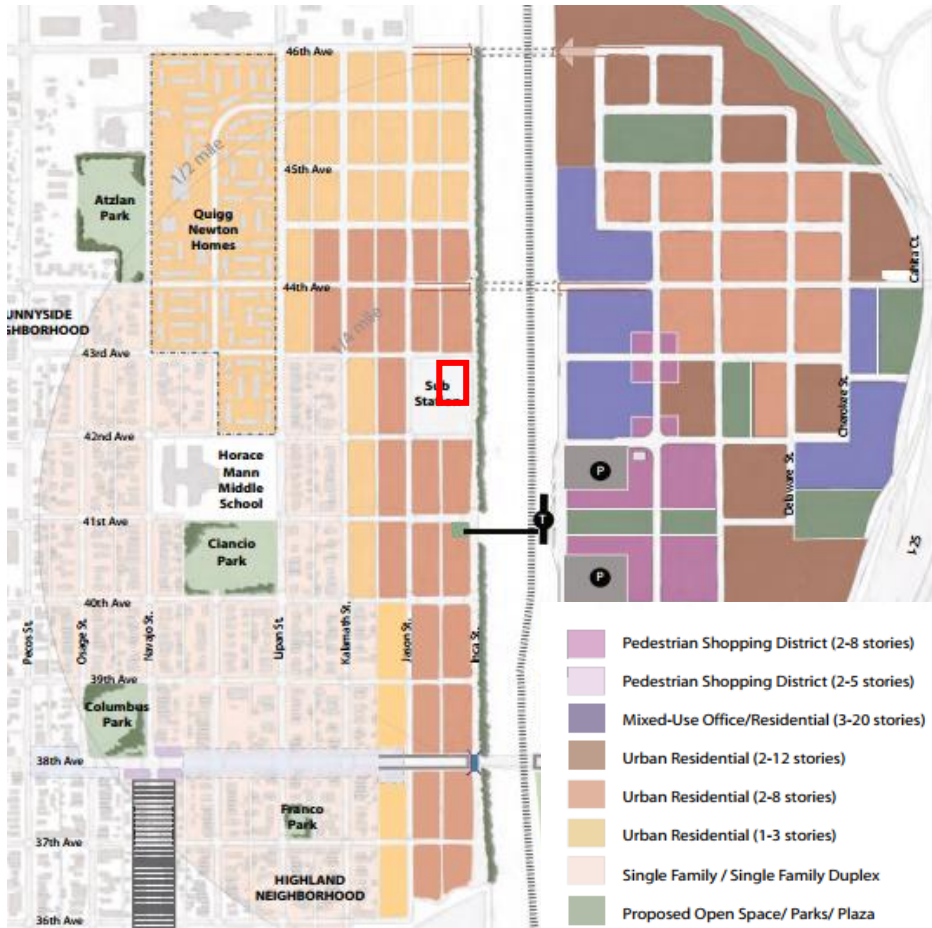 46th Ave
1/2 mile
45th Ave
Atzlan
Park
Quigg
Newton
Homes
Cahita Ct.
44th Ave
UNNYSIDE
GHBORHOOD
1/4 mile
43rd Ave
Sub
Station
Cherokee St.
42nd Ave
Horace
Mann
Middle
School
Delaware St.
P
41st Ave
T
Ciancio
Park
I-25
P
40th Ave
Pecos St.
Osage St.
Navajo St.
Lipan St.
Kalamath St.
Jason St.
Inca St.
39th Ave
Columbus
Park
38th Ave
Franco
Park
37th Ave
HIGHLAND
NEIGHBORHOOD
36th Ave
Pedestrian Shopping District (2-8 stories)
Pedestrian Shopping District (2-5 stories)
Mixed-Use Office/Residential (3-20 stories)
Urban Residential (2-12 stories)
Urban Residential (2-8 stories)
Urban Residential (1-3 stories)
Single Family / Single Family Duplex
Proposed Open Space/ Parks/ Plaza